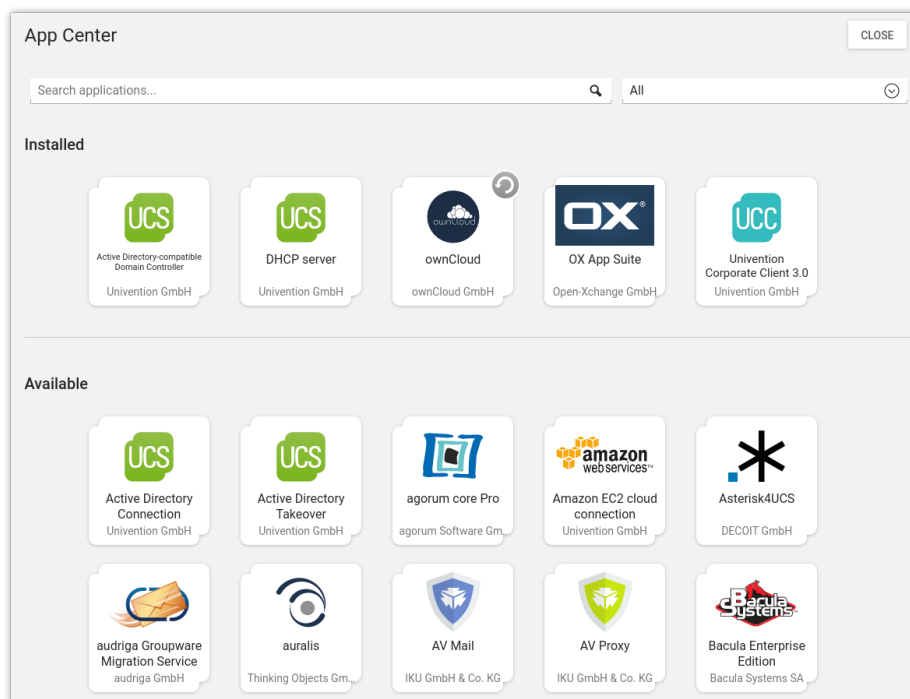 App Center
CLOSE
Search applications...
All
Installed
UCS
Active Directory-compatible
Domain Controller
Univention GmbH
UCS
DHCP server
Univention GmbH
ownCloud
ownCloud
ownCloud GmbH
OX®
OX App Suite
Open-Xchange GmbH
UCC
Univention
Corporate Client 3.0
Univention GmbH
Available
UCS
Active Directory
Connection
Univention GmbH
UCS
Active Directory
Takeover
Univention GmbH
agorum core Pro
agorum Software Gm...
amazon
webservices™
Amazon EC2 cloud
connection
Univention GmbH
Asterisk4UCS
DECOIT GmbH
audriga Groupware
Migration Service
audriga GmbH
auralis
Thinking Objects Gm...
AV Mail
IKU GmbH & Co. KG
AV Proxy
IKU GmbH & Co. KG
Bacula
Systems™
Bacula Enterprise
Edition
Bacula Systems SA